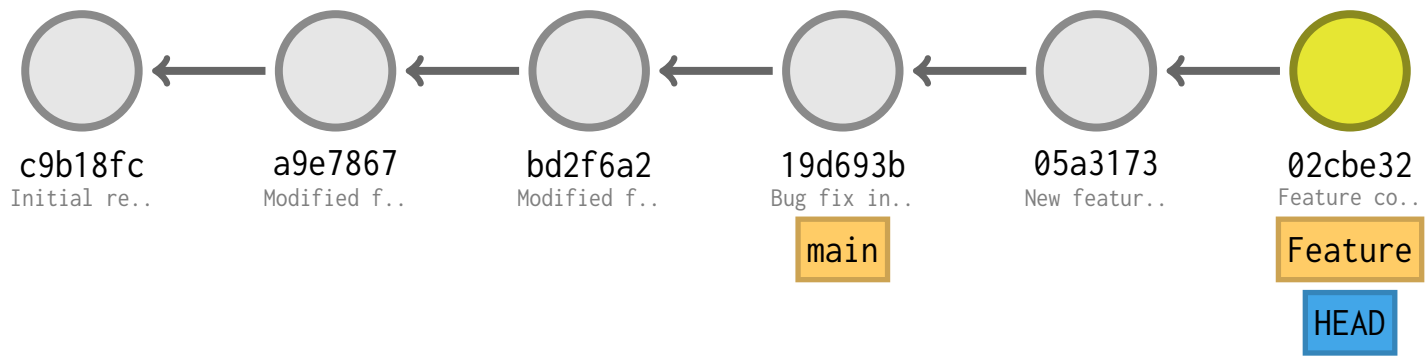 c9b18fc a9e7867 bd2f6a2 19d693b 05a3173 02cbe32
Initial re.. Modified f.. Modified f.. Bug fix in.. New featur.. Feature co..
main Feature
HEAD